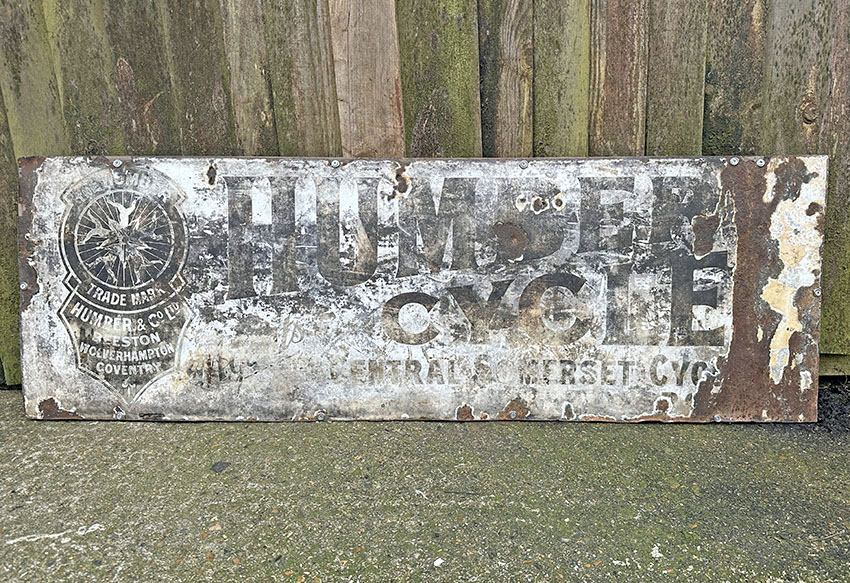 TRADE MARK
HUMBER & CO LTD
BEESTON
WOLVERHAMPTON
COVENTRY
HUMBER
CYCLE
CENTRAL SOMERSET CYC